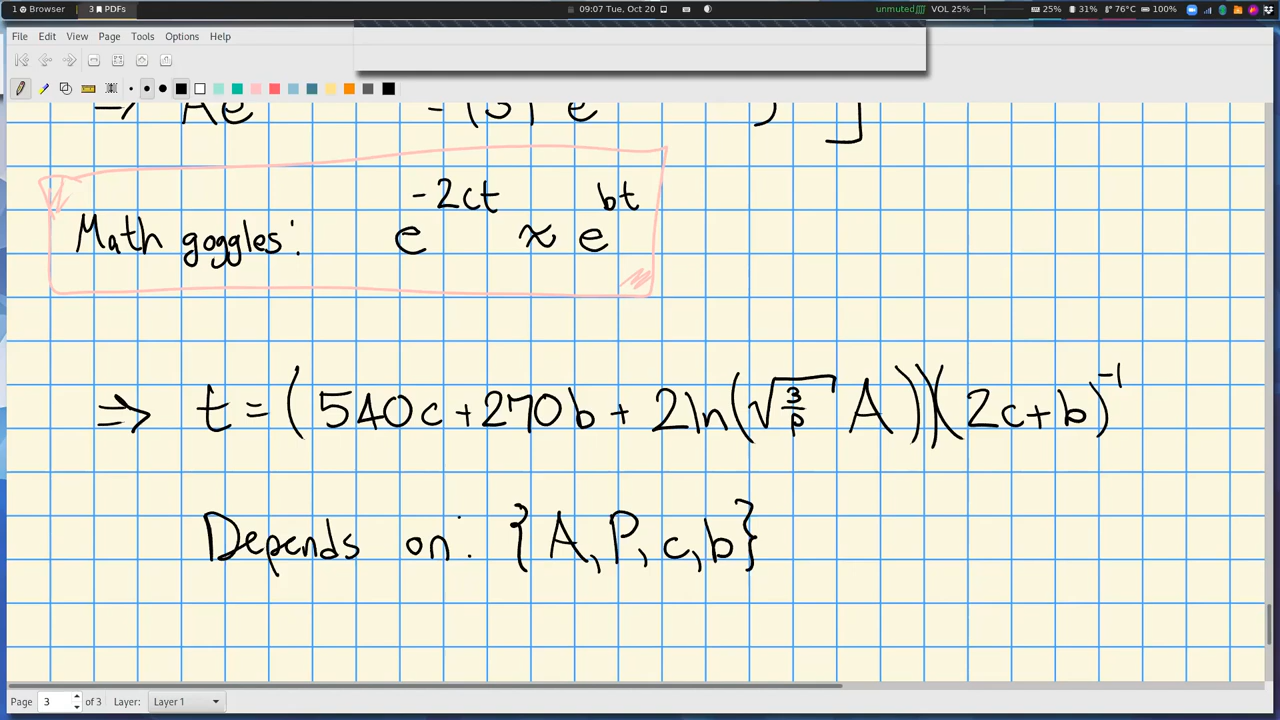 1 Browser 3 PDFs 09:07 Tue, Oct 20 unmuted VOL 25% 25% 31% 76°C 100%
File Edit View Page Tools Options Help
⇒ Ae - (3) e
Math goggles: e^{-2ct} ≈ e^{bt}
⇒ t = (540c + 270b + 2ln(√(3/P) A))(2c+b)^{-1}
Depends on: {A, P, c, b}
Page 3 of 3 Layer: Layer 1